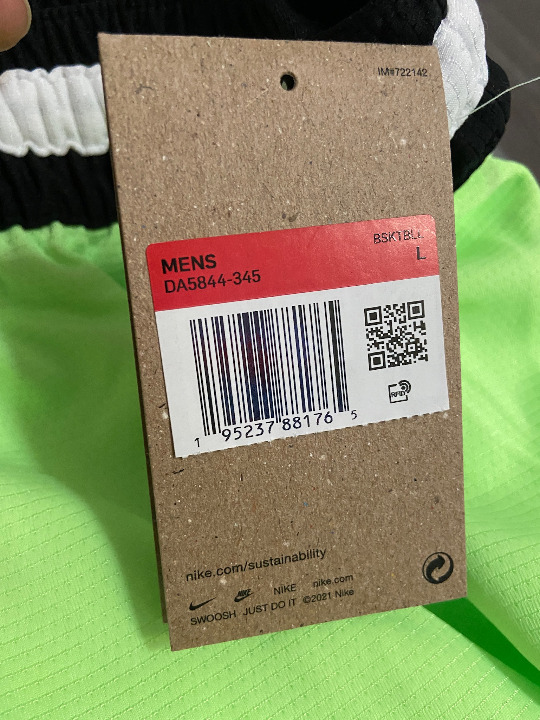 IM#722142
MENS BSKTBLL
DA5844-345 L
1 95237 88176 5
RFID
nike.com/sustainability
NIKE nike.com
SWOOSH JUST DO IT ©2021 Nike